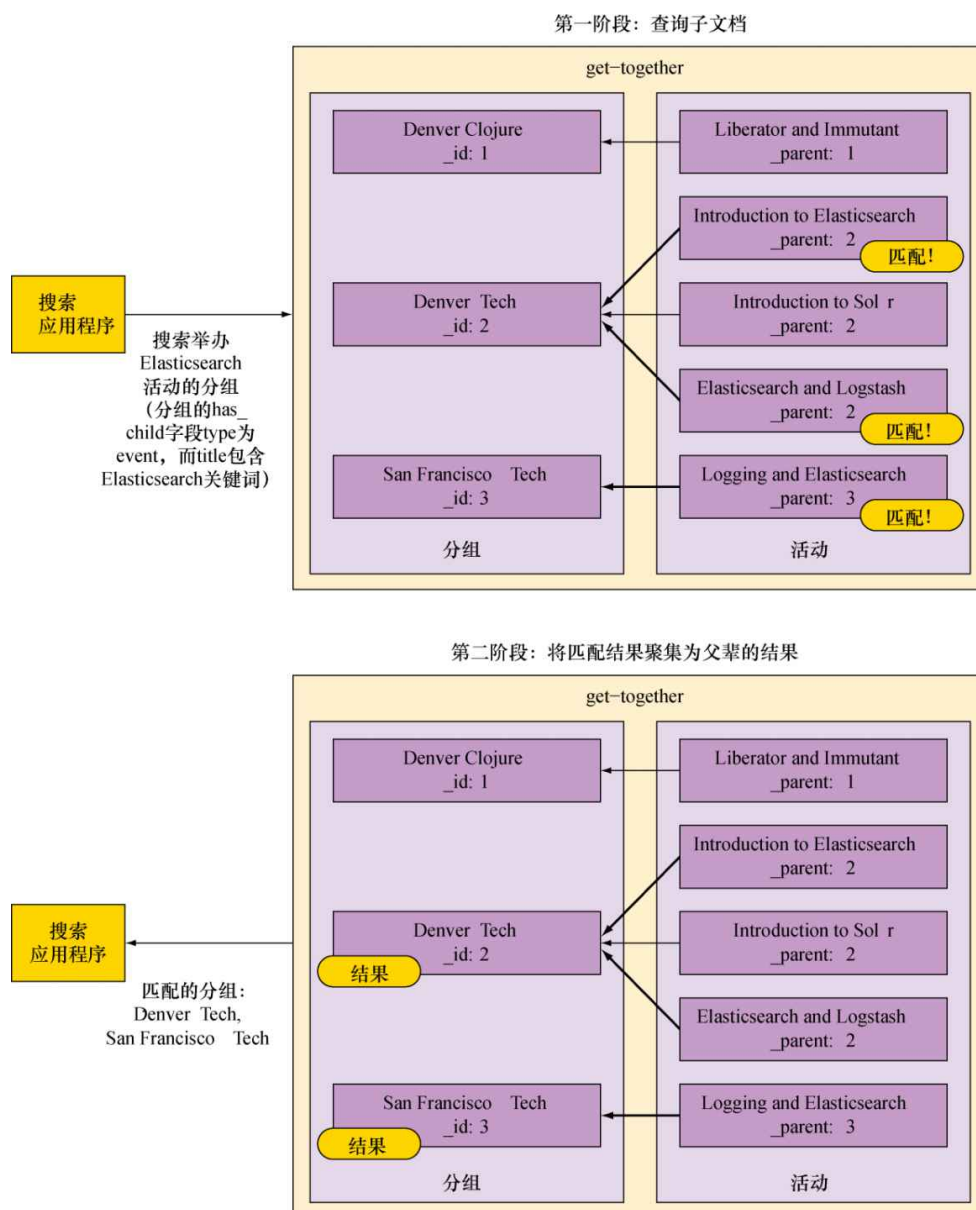 第一阶段：查询子文档
get-together
Denver Clojure
_id: 1
Liberator and Immutant
_parent: 1
Introduction to Elasticsearch
_parent: 2
匹配！
搜索
应用程序
搜索举办
Elasticsearch
活动的分组
（分组的has_
child字段type为
event，而title包含
Elasticsearch关键词）
Denver Tech
_id: 2
Introduction to Sol r
_parent: 2
Elasticsearch and Logstash
_parent: 2
匹配！
San Francisco Tech
_id: 3
Logging and Elasticsearch
_parent: 3
匹配！
分组
活动
第二阶段：将匹配结果聚集为父辈的结果
get-together
Denver Clojure
_id: 1
Liberator and Immutant
_parent: 1
Introduction to Elasticsearch
_parent: 2
搜索
应用程序
匹配的分组：
Denver Tech,
San Francisco Tech
Denver Tech
_id: 2
结果
Introduction to Sol r
_parent: 2
Elasticsearch and Logstash
_parent: 2
San Francisco Tech
_id: 3
结果
Logging and Elasticsearch
_parent: 3
分组
活动